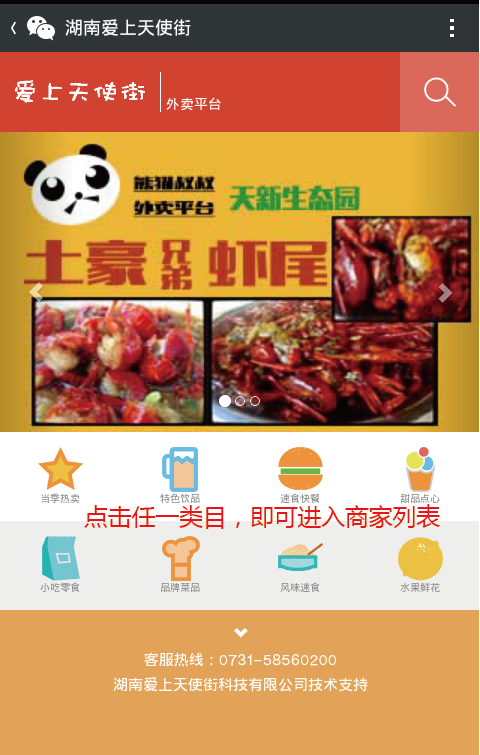 湖南爱上天使街
爱上天使街
外卖平台
熊猫叔叔
外卖平台
天新生态园
土豪兄弟虾尾
当季热卖
特色饮品
速食快餐
甜品点心
点击任一类目，即可进入商家列表
小吃零食
品牌菜品
风味速食
水果鲜花
客服热线：0731-58560200
湖南爱上天使街科技有限公司技术支持